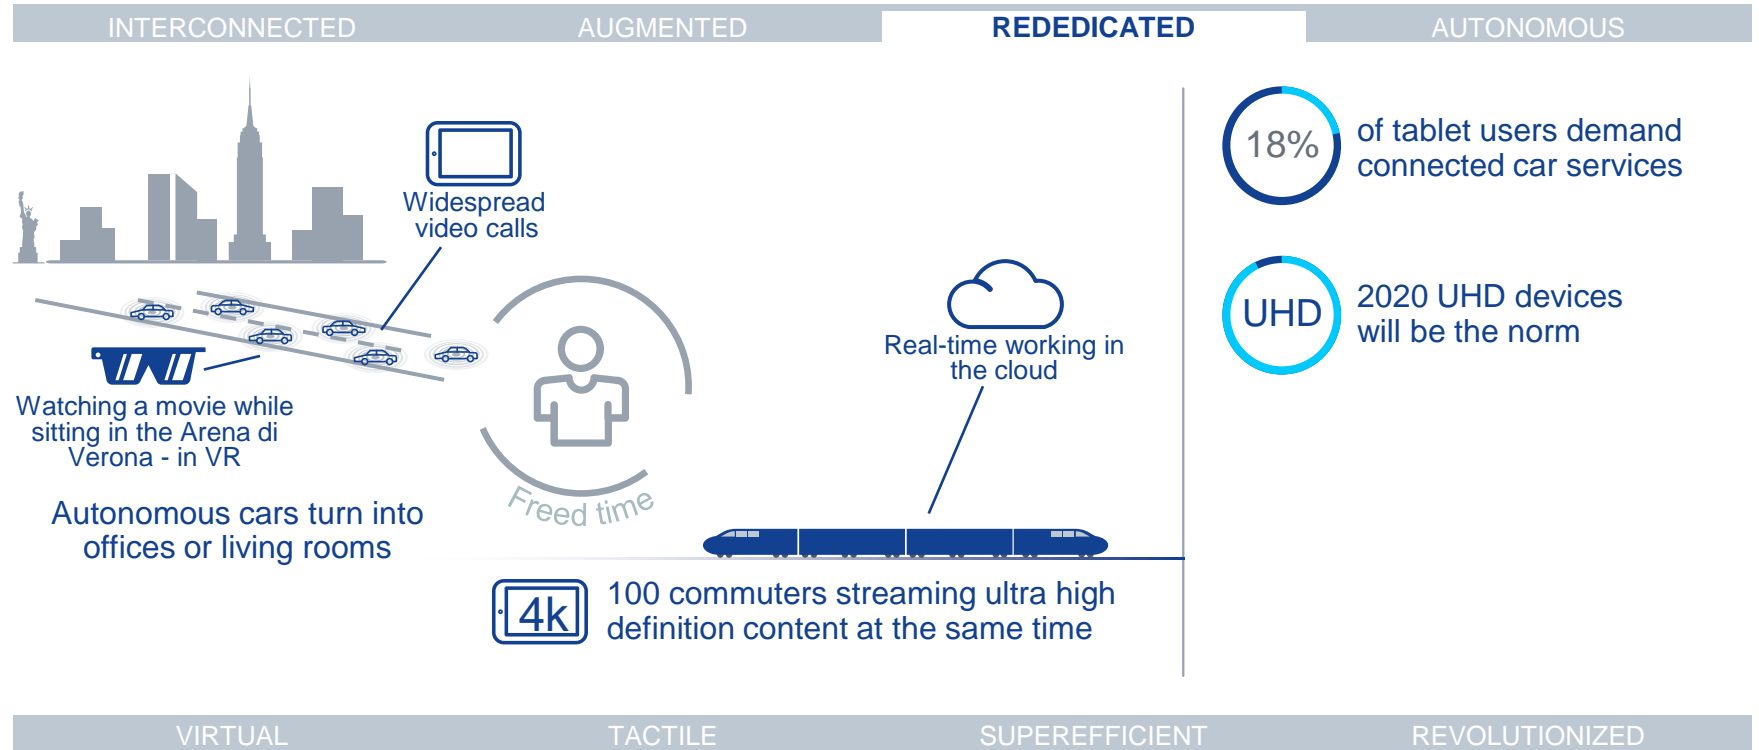 INTERCONNECTED
AUGMENTED
REDEDICATED
AUTONOMOUS
Widespread
video calls
Watching a movie while
sitting in the Arena di
Verona - in VR
Autonomous cars turn into
offices or living rooms
Freed time
Real-time working in
the cloud
4k
100 commuters streaming ultra high
definition content at the same time
18%
of tablet users demand
connected car services
UHD
2020 UHD devices
will be the norm
VIRTUAL
TACTILE
SUPEREFFICIENT
REVOLUTIONIZED